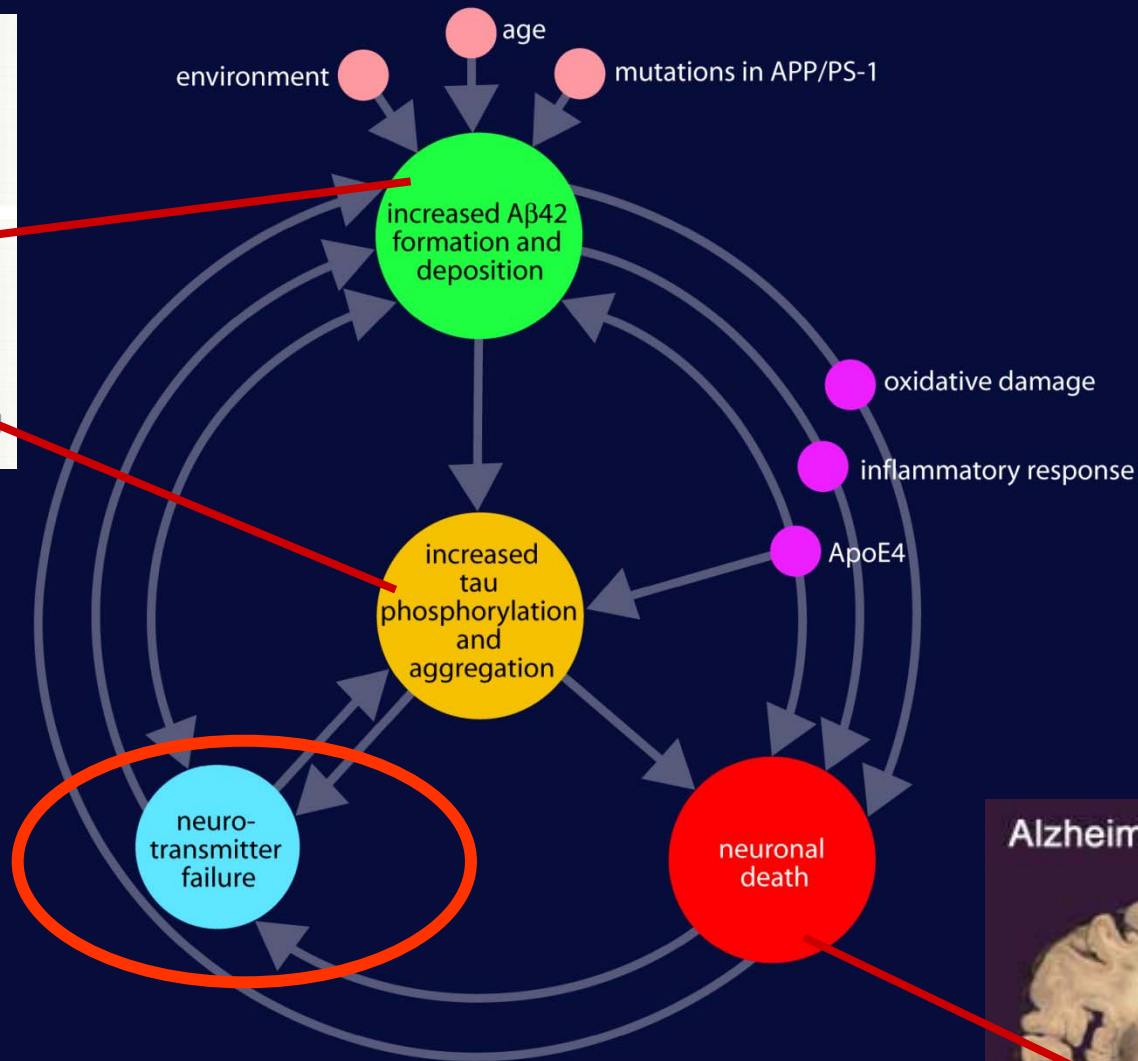 age
environment
mutations in APP/PS-1
increased Aβ42
formation and
deposition
oxidative damage
inflammatory response
ApoE4
increased
tau
phosphorylation
and
aggregation
neuro-
transmitter
failure
neuronal
death
Alzheim